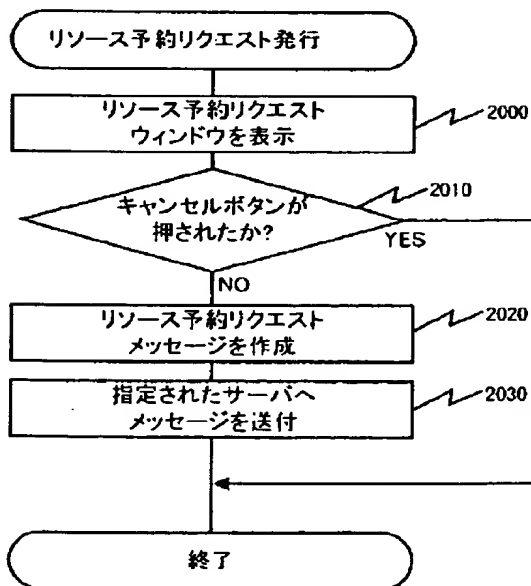 リソース予約リクエスト発行
リソース予約リクエスト
ウィンドウを表示
2000
キャンセルボタンが
押されたか?
2010
YES
NO
リソース予約リクエスト
メッセージを作成
2020
指定されたサーバへ
メッセージを送付
2030
終了